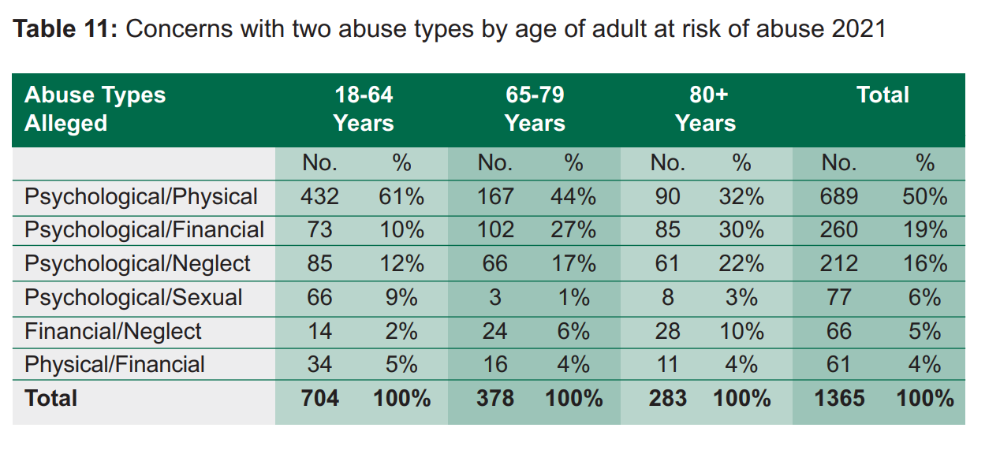 Table 11: Concerns with two abuse types by age of adult at risk of abuse 2021
Abuse Types Alleged 18-64 Years 65-79 Years 80+ Years Total
No. % No. % No. % No. %
Psychological/Physical 432 61% 167 44% 90 32% 689 50%
Psychological/Financial 73 10% 102 27% 85 30% 260 19%
Psychological/Neglect 85 12% 66 17% 61 22% 212 16%
Psychological/Sexual 66 9% 3 1% 8 3% 77 6%
Financial/Neglect 14 2% 24 6% 28 10% 66 5%
Physical/Financial 34 5% 16 4% 11 4% 61 4%
Total 704 100% 378 100% 283 100% 1365 100%